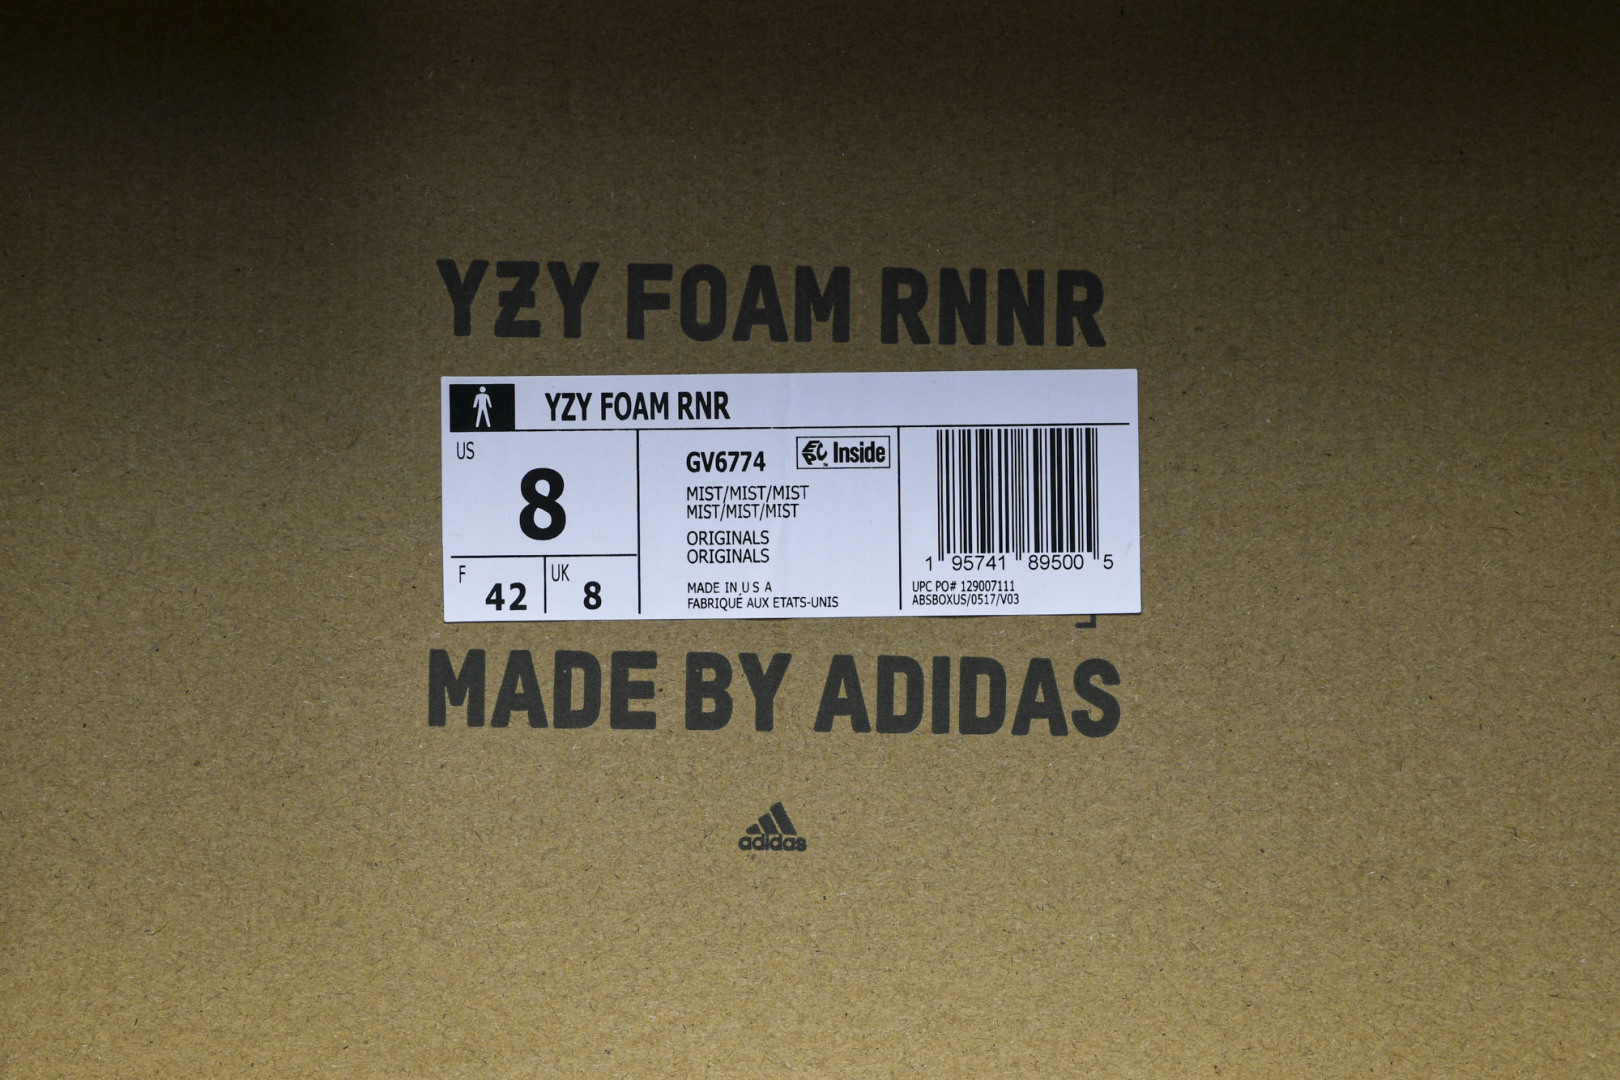 YZY FOAM RNNR
YZY FOAM RNR
US
8
F 42
UK 8
GV6774
EPC Inside
™
MIST/MIST/MIST
MIST/MIST/MIST
ORIGINALS
ORIGINALS
MADE IN U S A
FABRIQUÉ AUX ETATS-UNIS
1 95741 89500 5
UPC PO# 129007111
ABSBOXUS/0517/V03
MADE BY ADIDAS
adidas